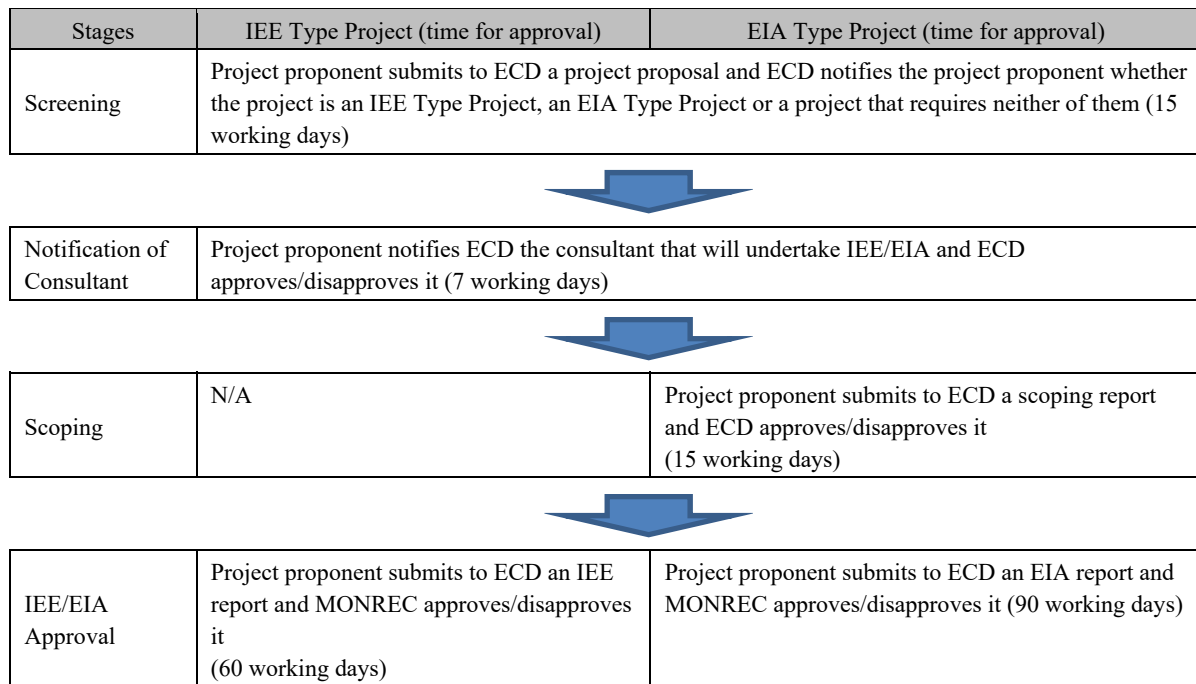 Stages IEE Type Project (time for approval) EIA Type Project (time for approval)
Screening
Project proponent submits to ECD a project proposal and ECD notifies the project proponent whether
the project is an IEE Type Project, an EIA Type Project or a project that requires neither of them (15
working days)
Notification of
Consultant
Project proponent notifies ECD the consultant that will undertake IEE/EIA and ECD
approves/disapproves it (7 working days)
Scoping
N/A
Project proponent submits to ECD a scoping report
and ECD approves/disapproves it
(15 working days)
IEE/EIA
Approval
Project proponent submits to ECD an IEE
report and MONREC approves/disapproves
it
(60 working days)
Project proponent submits to ECD an EIA report and
MONREC approves/disapproves it (90 working days)